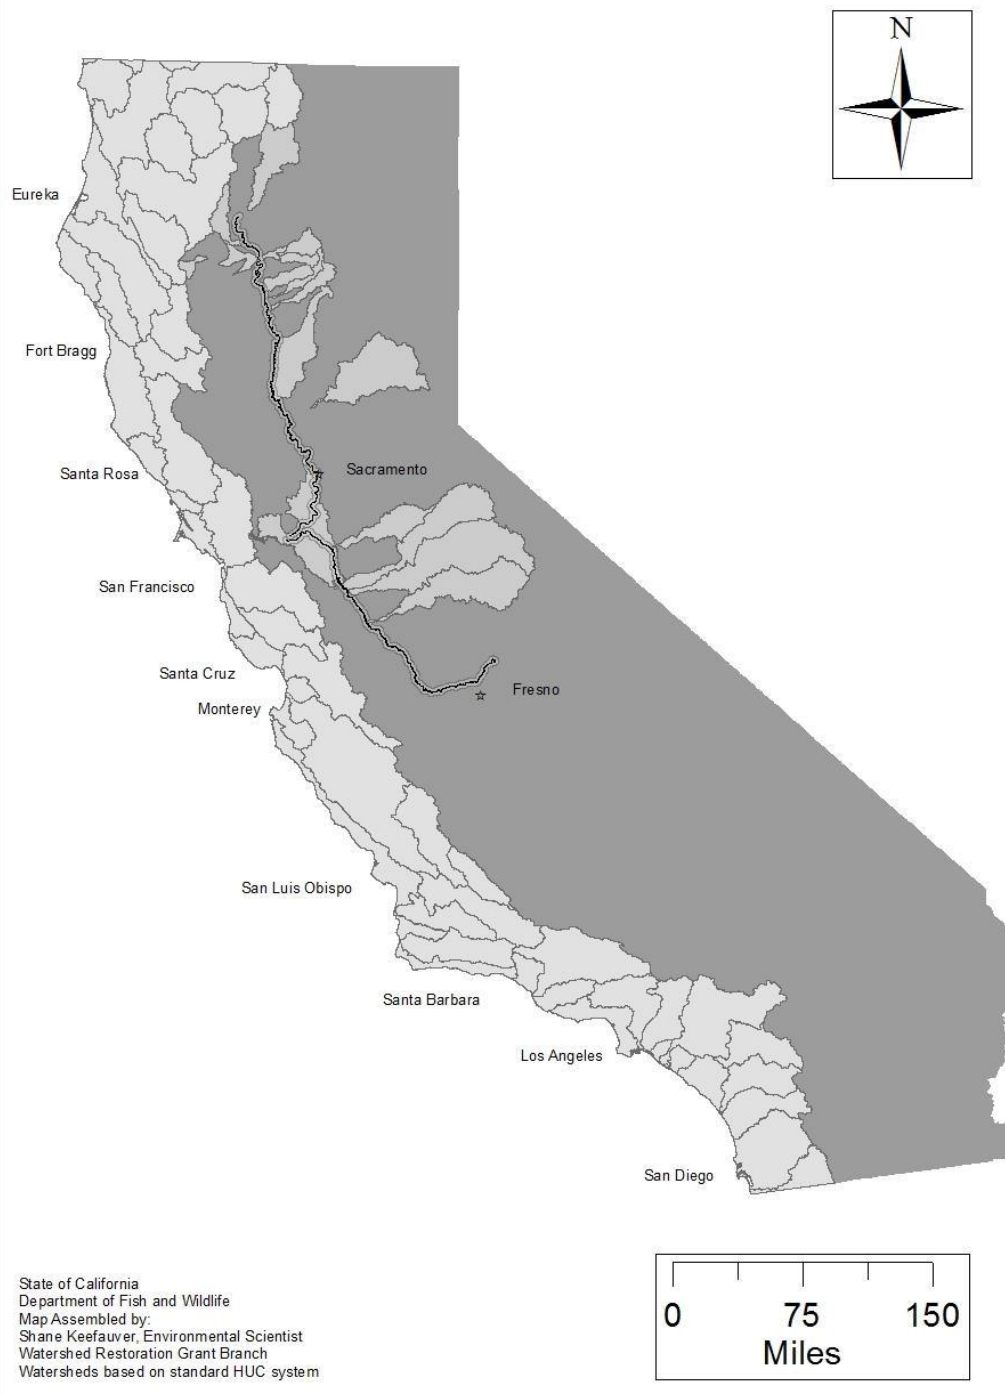 N
Eureka
Fort Bragg
Santa Rosa
Sacramento
San Francisco
Santa Cruz
Fresno
Monterey
San Luis Obispo
Santa Barbara
Los Angeles
San Diego
State of California
Department of Fish and Wildlife
Map Assembled by:
Shane Keefauver, Environmental Scientist
Watershed Restoration Grant Branch
Watersheds based on standard HUC system
0 75 150
Miles